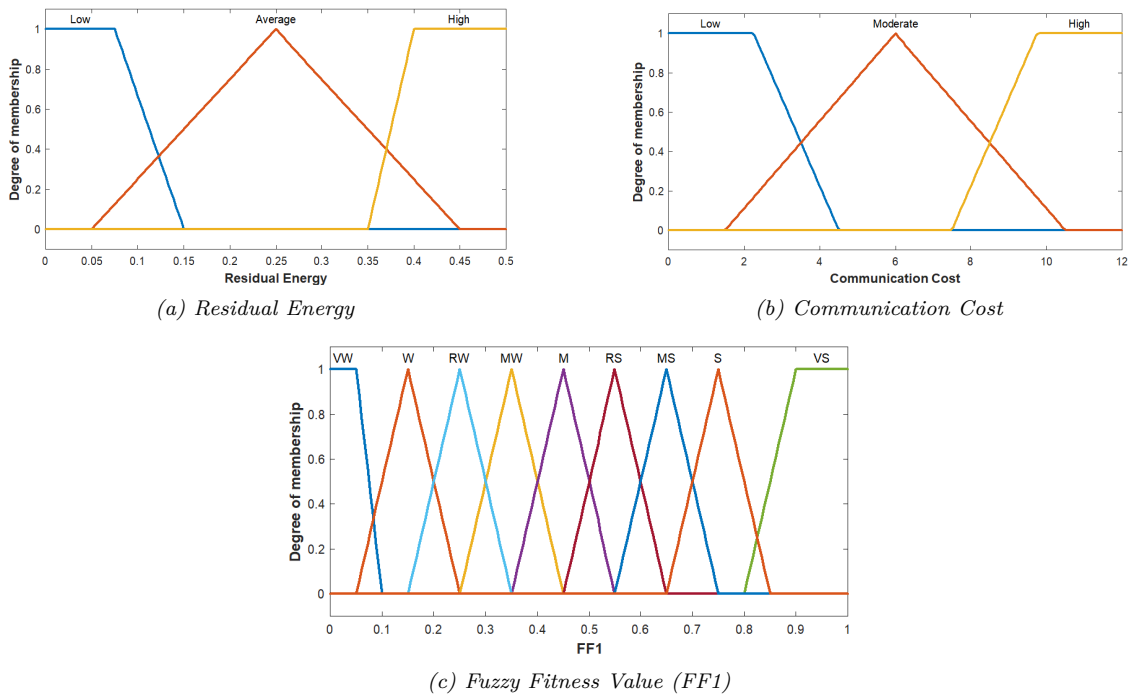 Low Average High
1
0.8
0.6
0.4
0.2
0
Degree of membership
0 0.05 0.1 0.15 0.2 0.25 0.3 0.35 0.4 0.45 0.5
Residual Energy
(a) Residual Energy
Low Moderate High
1
0.8
0.6
0.4
0.2
0
Degree of membership
0 2 4 6 8 10 12
Communication Cost
(b) Communication Cost
VW W RW MW M RS MS S VS
1
0.8
0.6
0.4
0.2
0
Degree of membership
0 0.1 0.2 0.3 0.4 0.5 0.6 0.7 0.8 0.9 1
FF1
(c) Fuzzy Fitness Value (FF1)